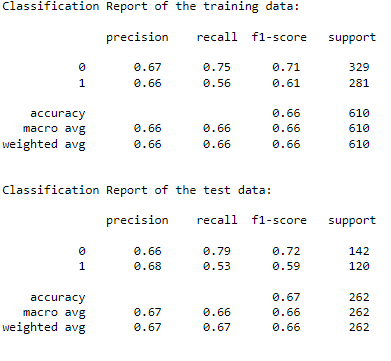 Classification Report of the training data:
precision recall f1-score support
0 0.67 0.75 0.71 329
1 0.66 0.56 0.61 281
accuracy 0.66 610
macro avg 0.66 0.66 0.66 610
weighted avg 0.66 0.66 0.66 610
Classification Report of the test data:
precision recall f1-score support
0 0.66 0.79 0.72 142
1 0.68 0.53 0.59 120
accuracy 0.67 262
macro avg 0.67 0.66 0.66 262
weighted avg 0.67 0.67 0.66 262